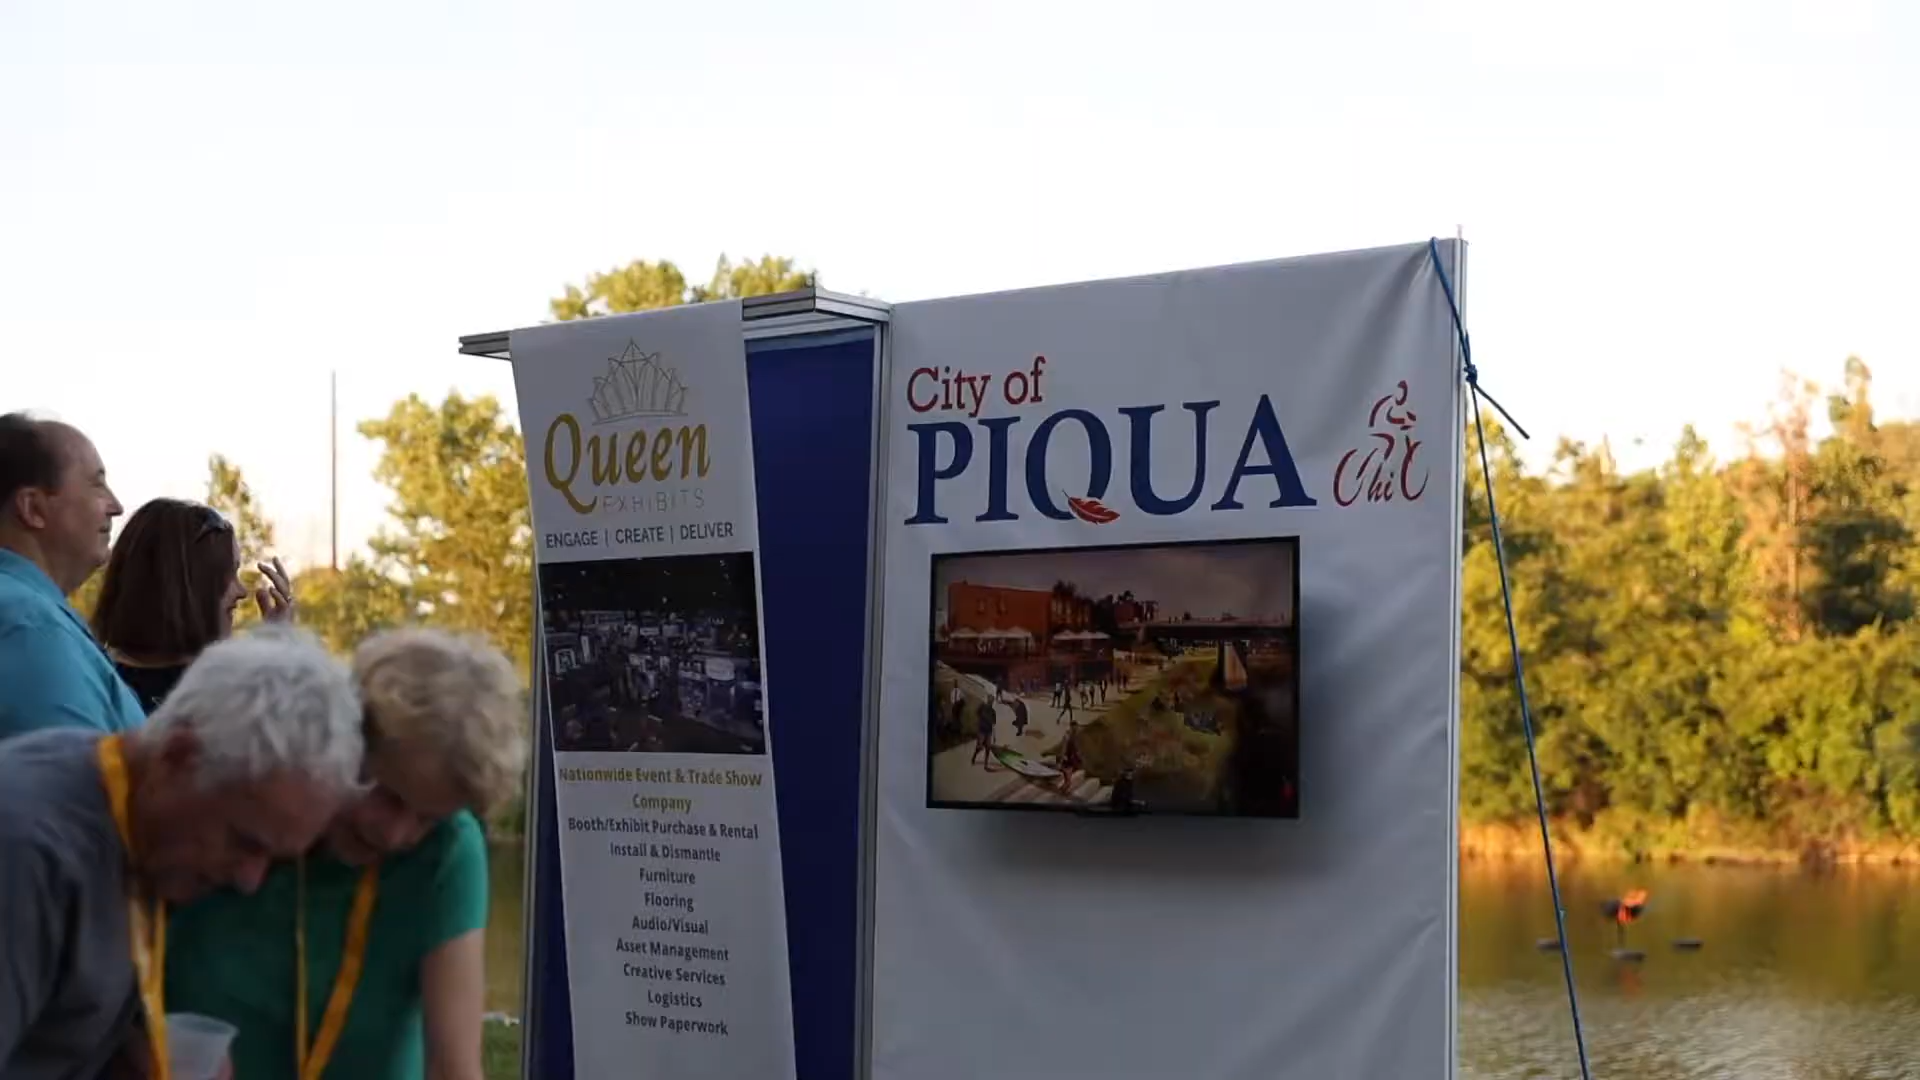 Queen
EXHIBITS
ENGAGE | CREATE | DELIVER
Nationwide Event & Trade Show
Company
Booth/Exhibit Purchase & Rental
Install & Dismantle
Furniture
Flooring
Audio/Visual
Asset Management
Creative Services
Logistics
Show Paperwork
City of
PIQUA
OhiO